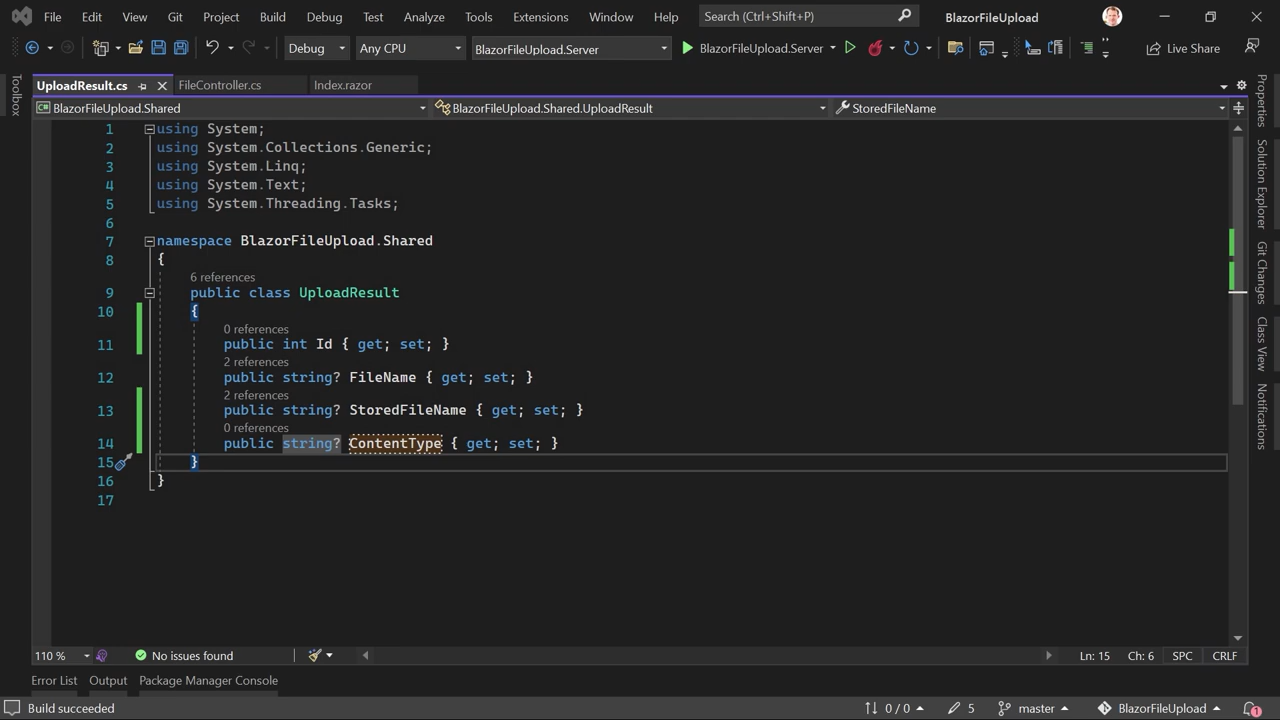 File Edit View Git Project Build Debug Test Analyze Tools Extensions Window Help Search (Ctrl+Shift+P) BlazorFileUpload
Debug Any CPU BlazorFileUpload.Server BlazorFileUpload.Server Live Share
UploadResult.cs FileController.cs Index.razor
BlazorFileUpload.Shared BlazorFileUpload.Shared.UploadResult StoredFileName
Toolbox
1 using System;
2 using System.Collections.Generic;
3 using System.Linq;
4 using System.Text;
5 using System.Threading.Tasks;
6
7 namespace BlazorFileUpload.Shared
8 {
6 references
9 public class UploadResult
10 {
0 references
11 public int Id { get; set; }
2 references
12 public string? FileName { get; set; }
2 references
13 public string? StoredFileName { get; set; }
0 references
14 public string? ContentType { get; set; }
15 }
16 }
17
Properties
Solution Explorer
Git Changes
Class View
Notifications
110 % No issues found Ln: 15 Ch: 6 SPC CRLF
Error List Output Package Manager Console
Build succeeded 0 / 0 5 master BlazorFileUpload 1